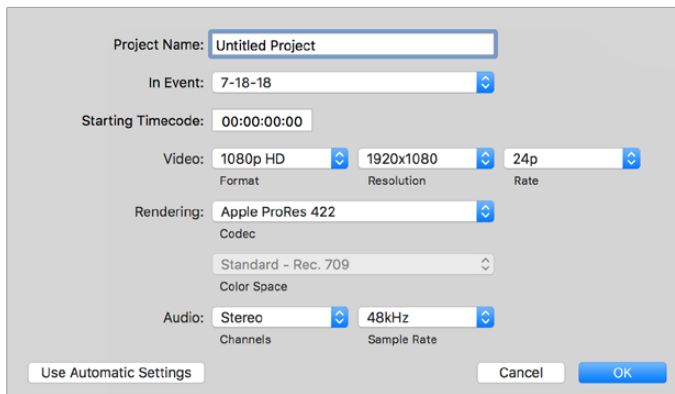 Project Name: Untitled Project
In Event: 7-18-18
Starting Timecode: 00:00:00:00
Video: 1080p HD 1920x1080 24p
Format Resolution Rate
Rendering: Apple ProRes 422
Codec
Standard - Rec. 709
Color Space
Audio: Stereo 48kHz
Channels Sample Rate
Use Automatic Settings Cancel OK